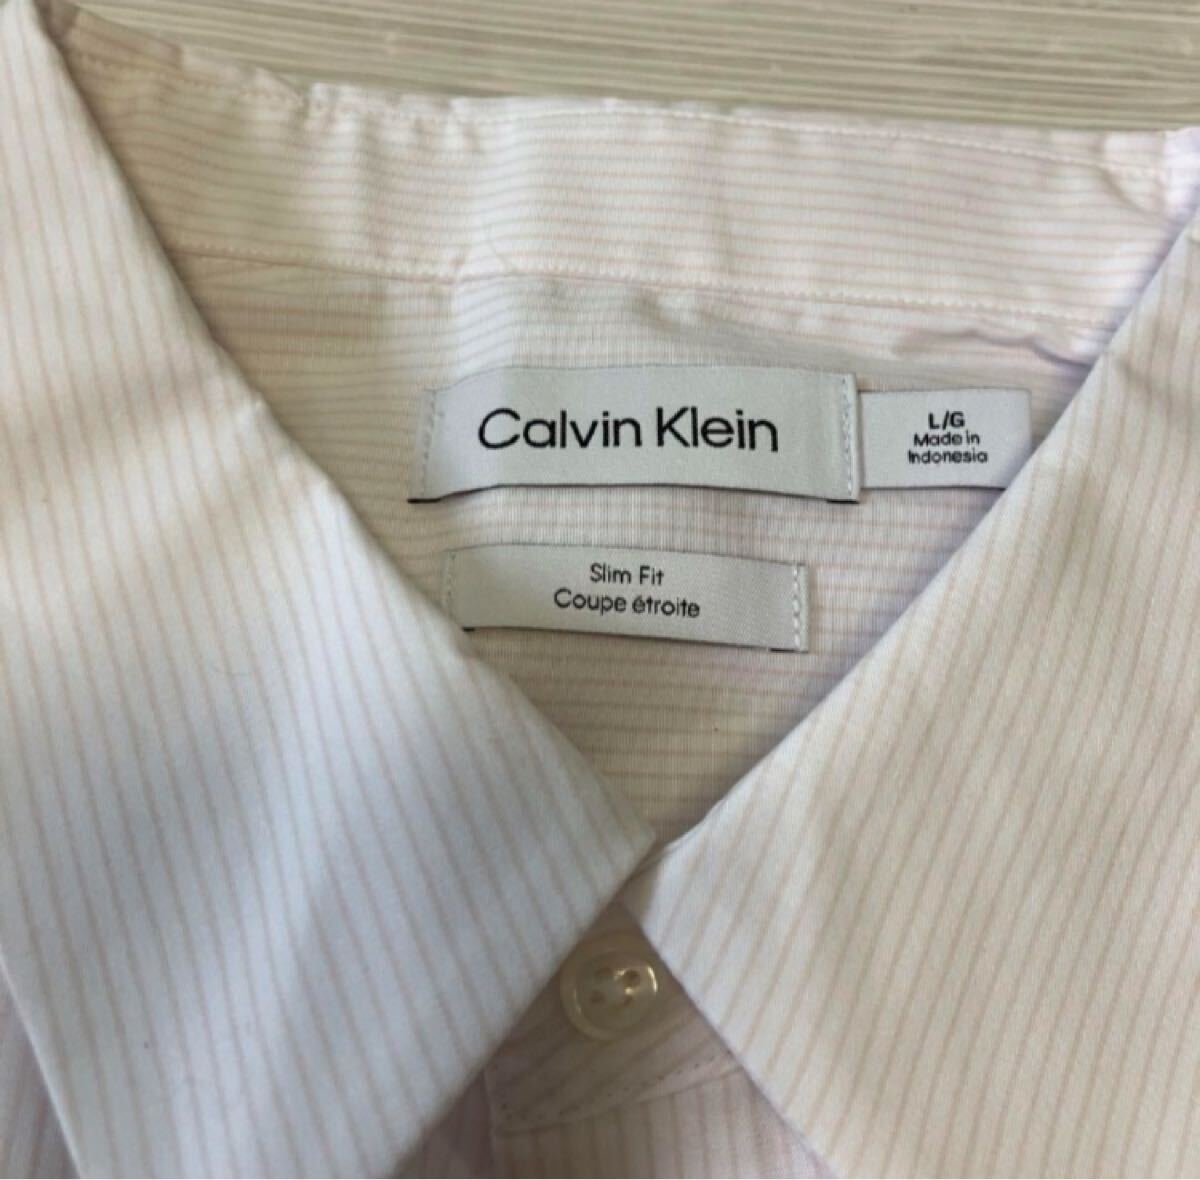 Calvin Klein
L/G
Made in
Indonesia
Slim Fit
Coupe étroite